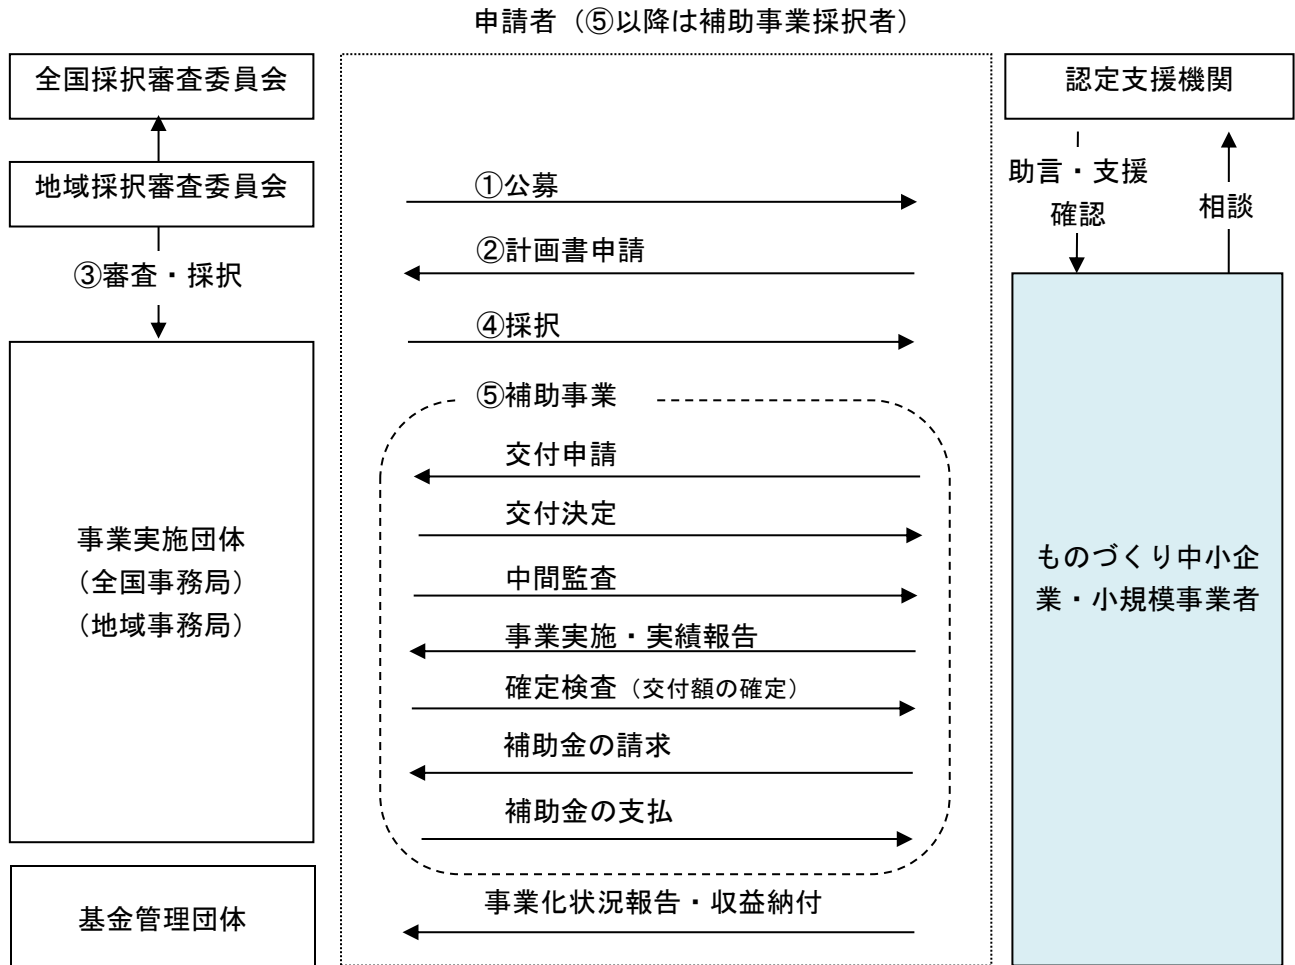 申請者（⑤以降は補助事業採択者）
全国採択審査委員会
認定支援機関
地域採択審査委員会
助言・支援
確認
相談
①公募
②計画書申請
③審査・採択
④採択
⑤補助事業
交付申請
交付決定
中間監査
事業実施・実績報告
確定検査（交付額の確定）
補助金の請求
補助金の支払
事業実施団体
（全国事務局）
（地域事務局）
ものづくり中小企
業・小規模事業者
事業化状況報告・収益納付
基金管理団体